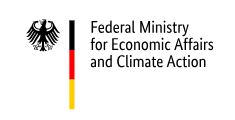 Federal Ministry
for Economic Affairs
and Climate Action